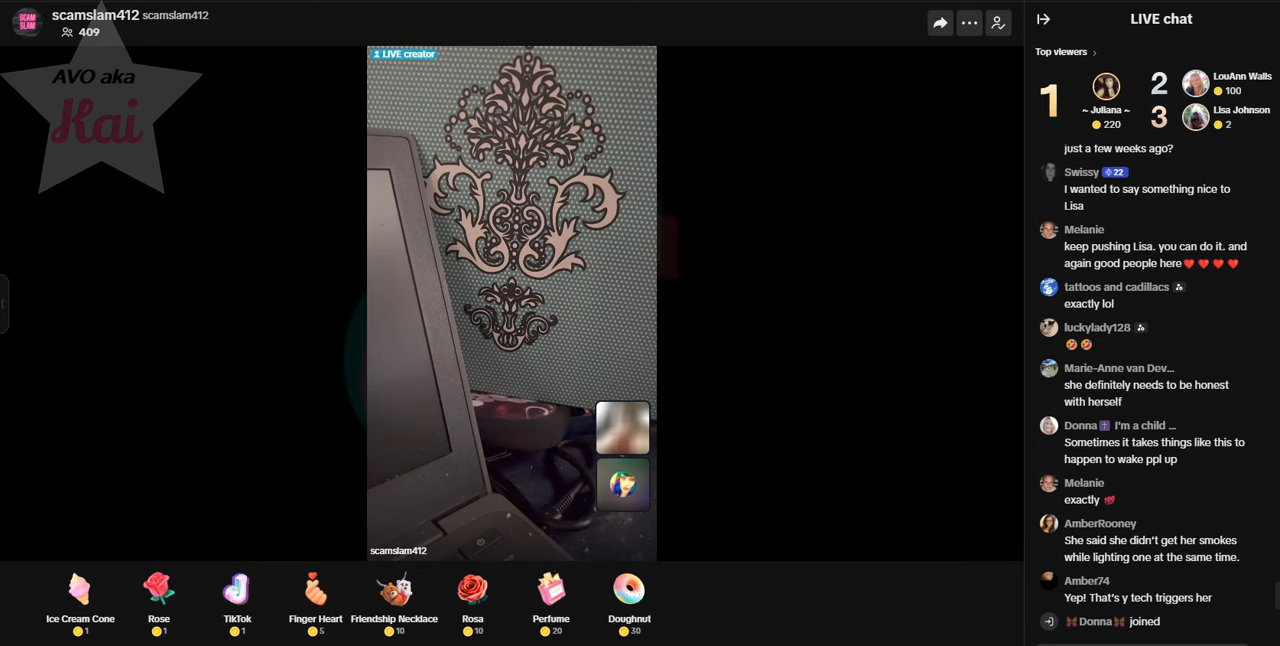 SCAM SLAM
scamslam412 scamslam412
409
AVO aka
Kai
LIVE creator
scamslam412
Ice Cream Cone
1
Rose
1
TikTok
1
Finger Heart
5
Friendship Necklace
10
Rosa
10
Perfume
20
Doughnut
30
LIVE chat
Top viewers
1
~ Juliana ~
220
2
LouAnn Walls
100
3
Lisa Johnson
2
just a few weeks ago?
Swissy 22
I wanted to say something nice to
Lisa
Melanie
keep pushing Lisa. you can do it. and
again good people here❤️ ❤️ ❤️ ❤️
tattoos and cadillacs
exactly lol
luckylady128
🤣 🤣
Marie-Anne van Dev...
she definitely needs to be honest
with herself
Donna✝️ I'm a child ...
Sometimes it takes things like this to
happen to wake ppl up
Melanie
exactly 💯
AmberRooney
She said she didn't get her smokes
while lighting one at the same time.
Amber74
Yep! That's y tech triggers her
🦋Donna🦋 joined